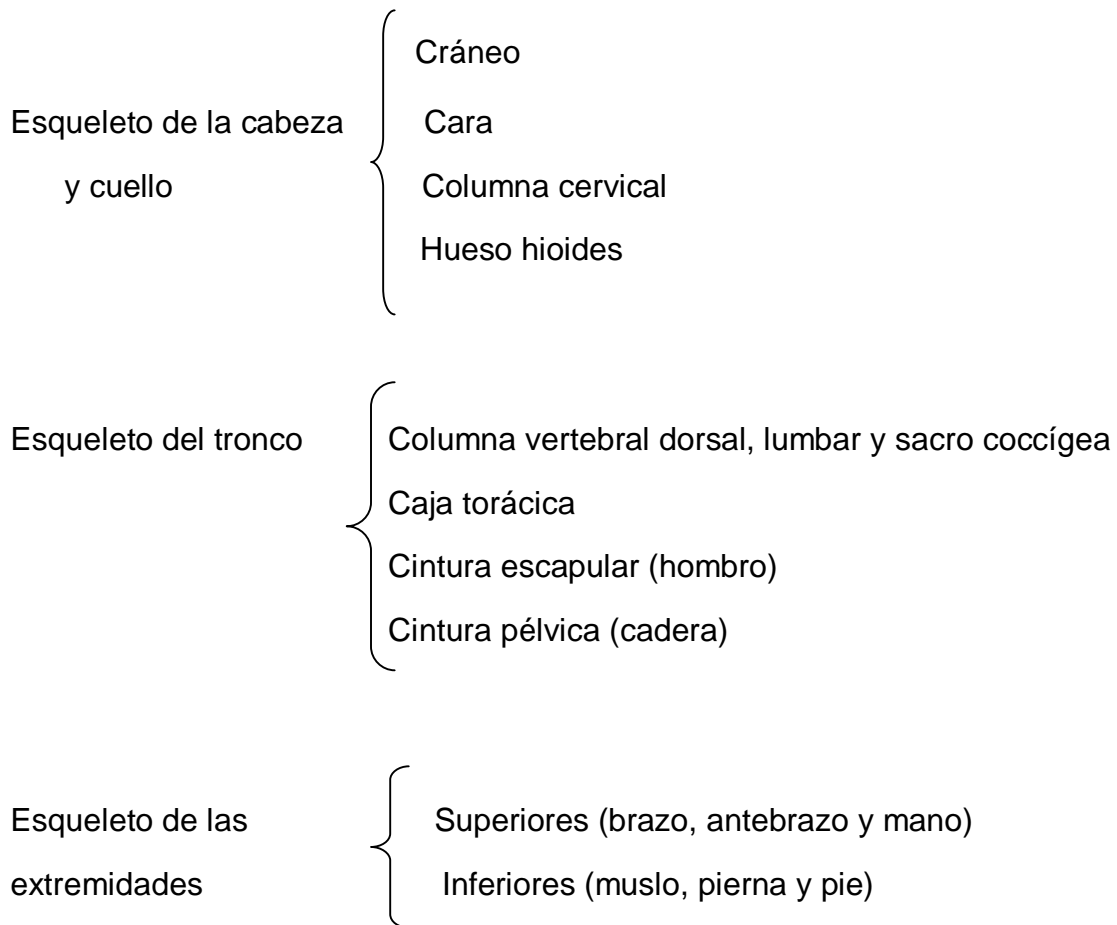 Cráneo
Esqueleto de la cabeza Cara
y cuello Columna cervical
Hueso hioides
Esqueleto del tronco Columna vertebral dorsal, lumbar y sacro coccígea
Caja torácica
Cintura escapular (hombro)
Cintura pélvica (cadera)
Esqueleto de las Superiores (brazo, antebrazo y mano)
extremidades Inferiores (muslo, pierna y pie)